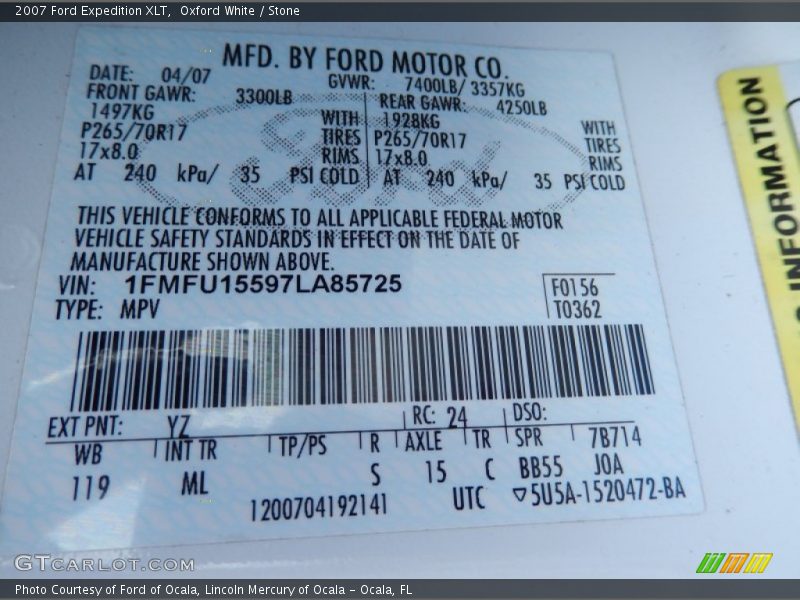 2007 Ford Expedition XLT, Oxford White / Stone
MFD. BY FORD MOTOR CO.
DATE: 04/07 GVWR: 7400LB/ 3357KG
FRONT GAWR: 3300LB REAR GAWR: 4250LB
1497KG WITH 1928KG WITH
P265/70R17 TIRES P265/70R17 TIRES
17x8.0 RIMS 17x8.0 RIMS
AT 240 kPa/ 35 PSI COLD AT 240 kPa/ 35 PSI COLD
Ford
THIS VEHICLE CONFORMS TO ALL APPLICABLE FEDERAL MOTOR
VEHICLE SAFETY STANDARDS IN EFFECT ON THE DATE OF
MANUFACTURE SHOWN ABOVE.
VIN: 1FMFU15597LA85725 F0156
TYPE: MPV T0362
EXT PNT: YZ RC: 24 DSO:
WB INT TR TP/PS R AXLE TR SPR 7B714
119 ML S 15 C BB55 J0A
1200704192141 UTC ▽5U5A-1520472-BA
INFORMATION
GTCARLOT.COM
Photo Courtesy of Ford of Ocala, Lincoln Mercury of Ocala - Ocala, FL